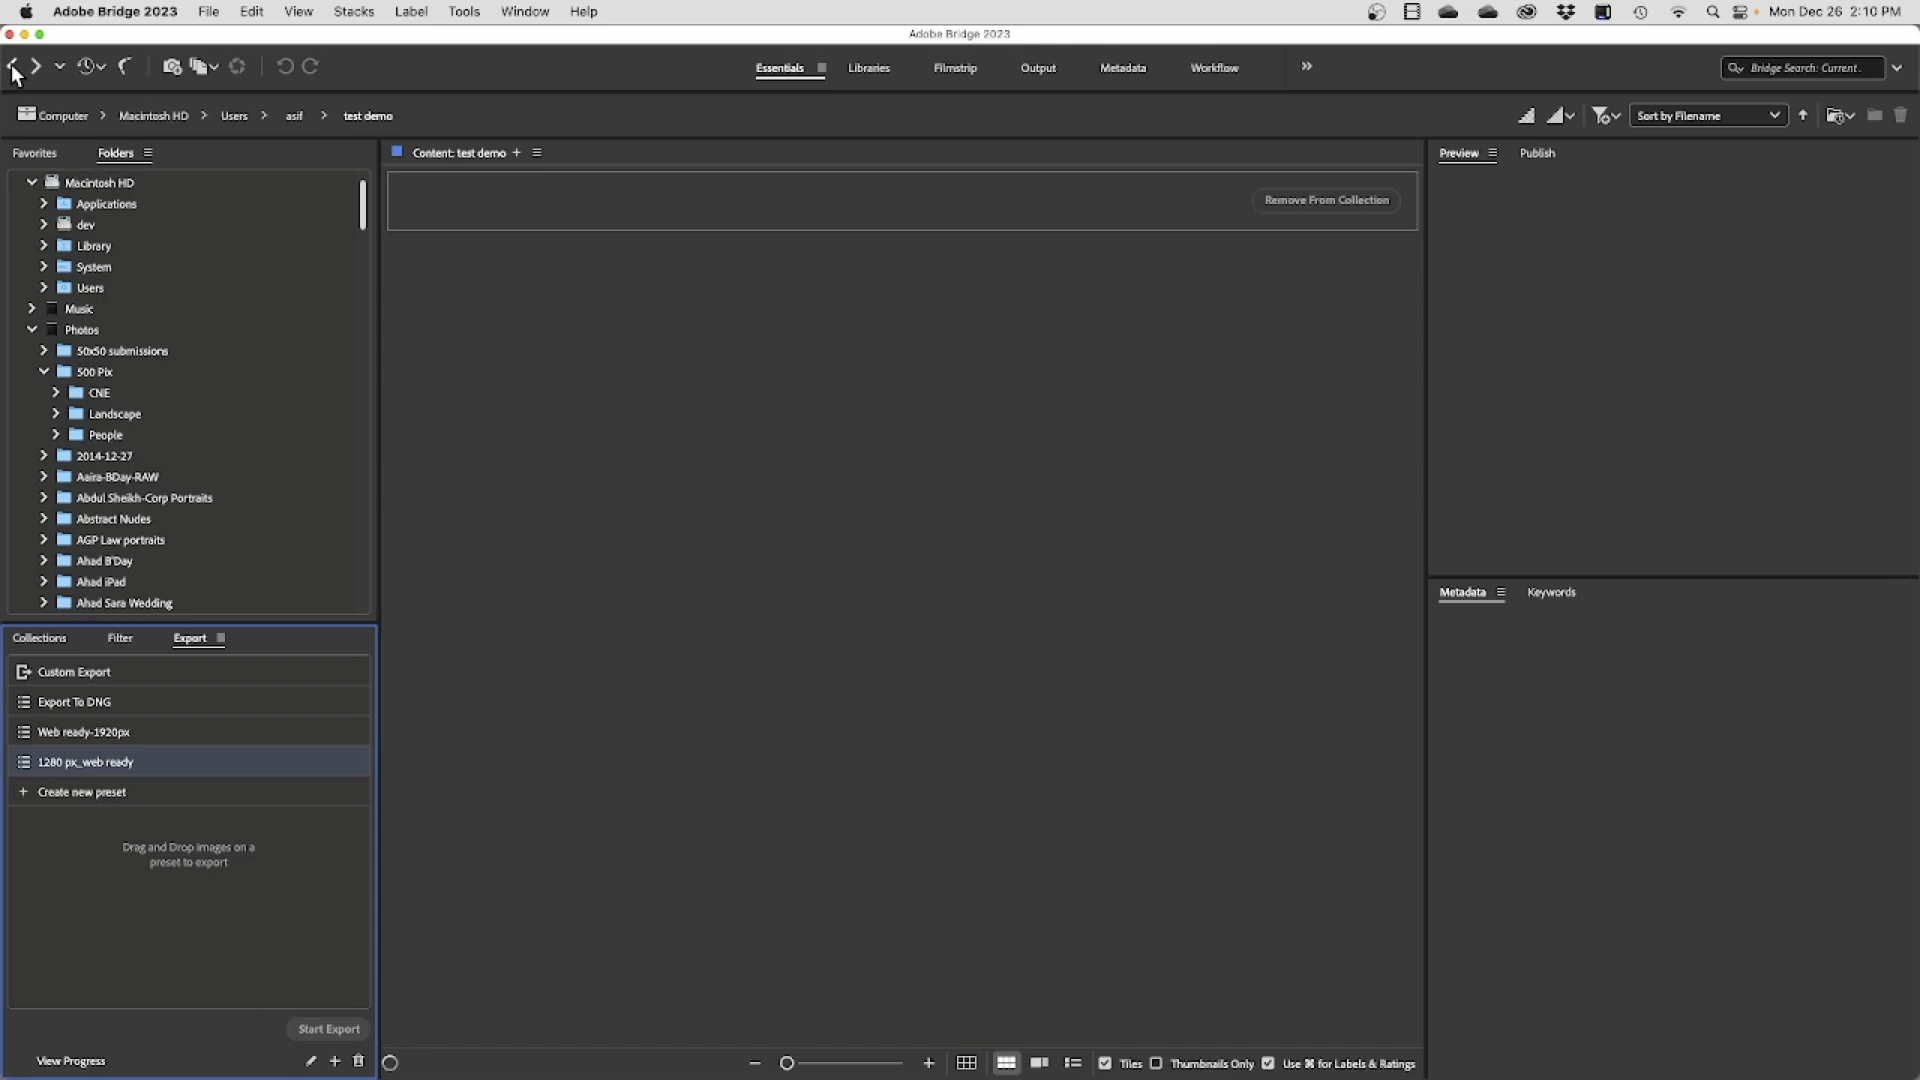 Adobe Bridge 2023 File Edit View Stacks Label Tools Window Help Mon Dec 26 2:10 PM
Adobe Bridge 2023
Essentials Libraries Filmstrip Output Metadata Workflow Bridge Search: Current.
Computer Macintosh HD Users asif test demo Sort by Filename
Favorites Folders
Macintosh HD
Applications
dev
Library
System
Users
Music
Photos
50x50 submissions
500 Pix
CNE
Landscape
People
2014-12-27
Aaira-BDay-RAW
Abdul Sheikh-Corp Portraits
Abstract Nudes
AGP Law portraits
Ahad B'Day
Ahad iPad
Ahad Sara Wedding
Collections Filter Export
Custom Export
Export To DNG
Web ready-1920px
1280 px_web ready
+ Create new preset
Drag and Drop images on a
preset to export
Start Export
View Progress
Content: test demo
Remove From Collection
Tiles Thumbnails Only Use ⌘ for Labels & Ratings
Preview Publish
Metadata Keywords